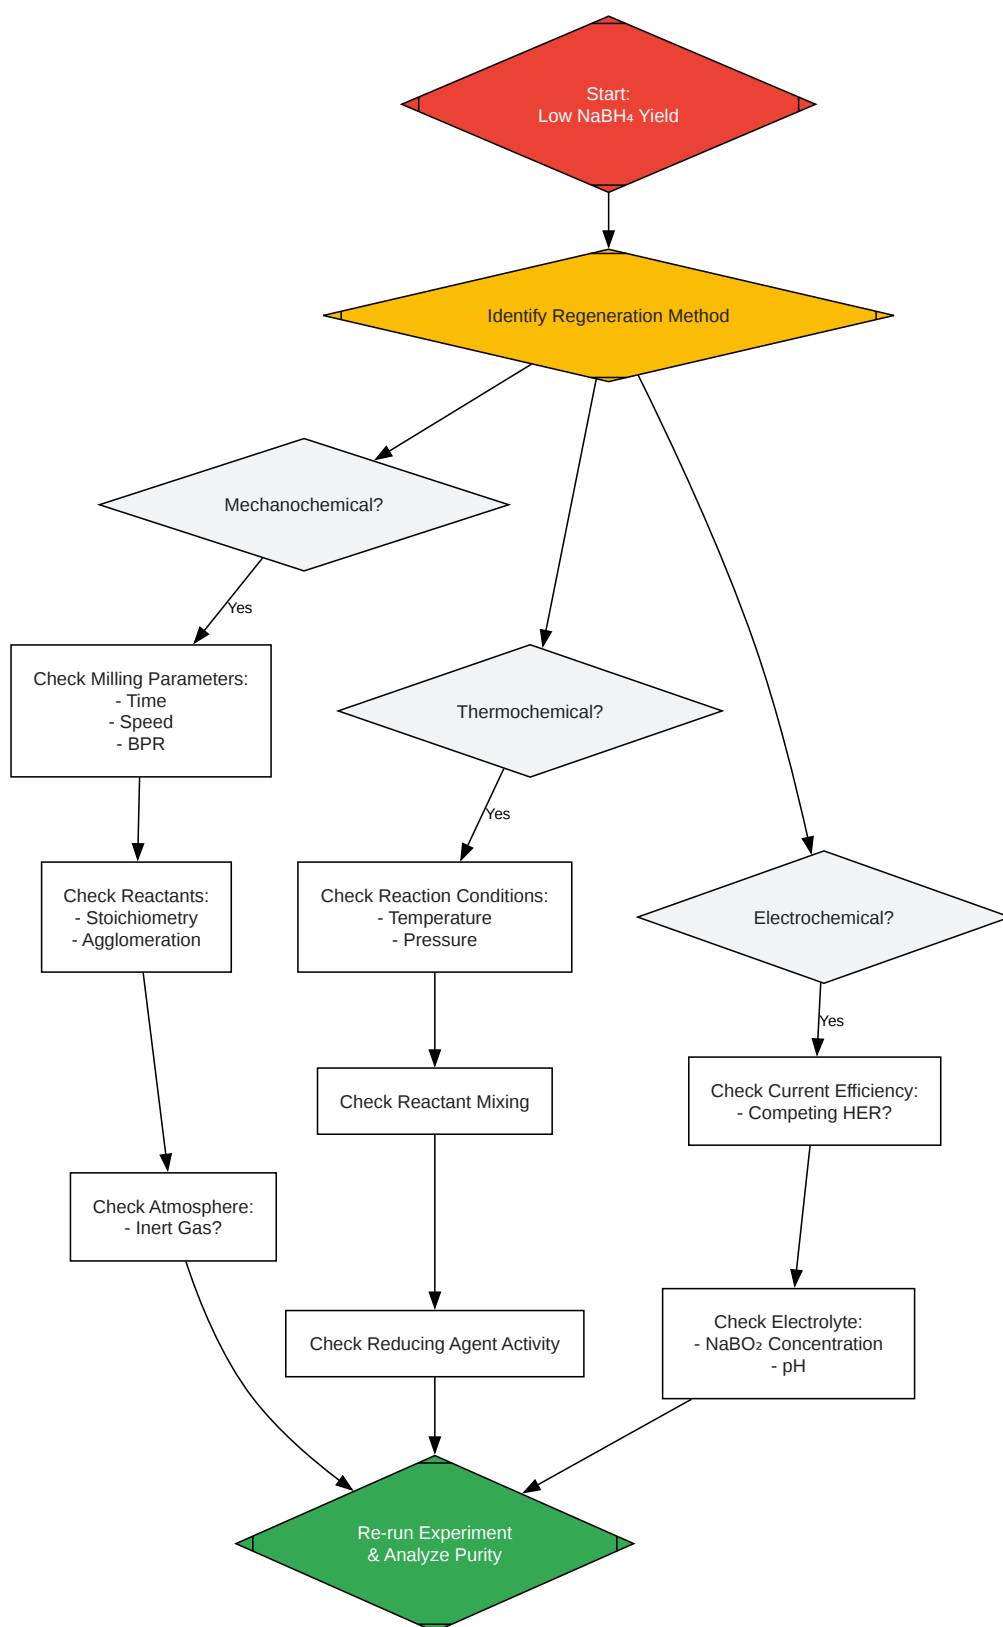 Start:
Low NaBH₄ Yield
Identify Regeneration Method
Mechanochemical?
Yes
Check Milling Parameters:
- Time
- Speed
- BPR
Thermochemical?
Yes
Check Reactants:
- Stoichiometry
- Agglomeration
Check Reaction Conditions:
- Temperature
- Pressure
Electrochemical?
Yes
Check Reactant Mixing
Check Current Efficiency:
- Competing HER?
Check Atmosphere:
- Inert Gas?
Check Reducing Agent Activity
Check Electrolyte:
- NaBO₂ Concentration
- pH
Re-run Experiment
& Analyze Purity